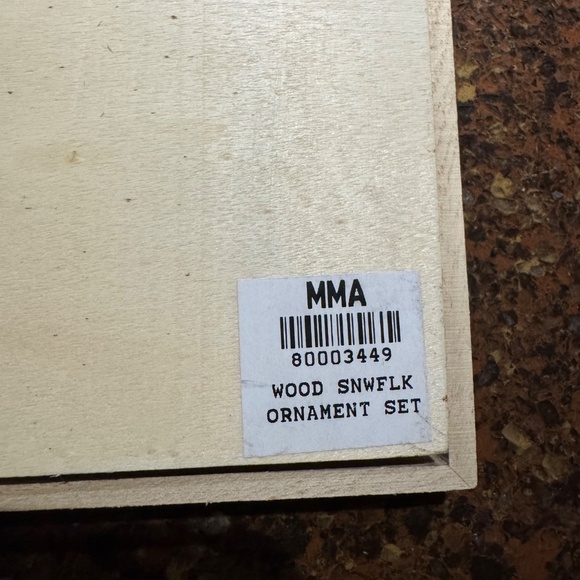 MMA
80003449
WOOD SNWFLK
ORNAMENT SET